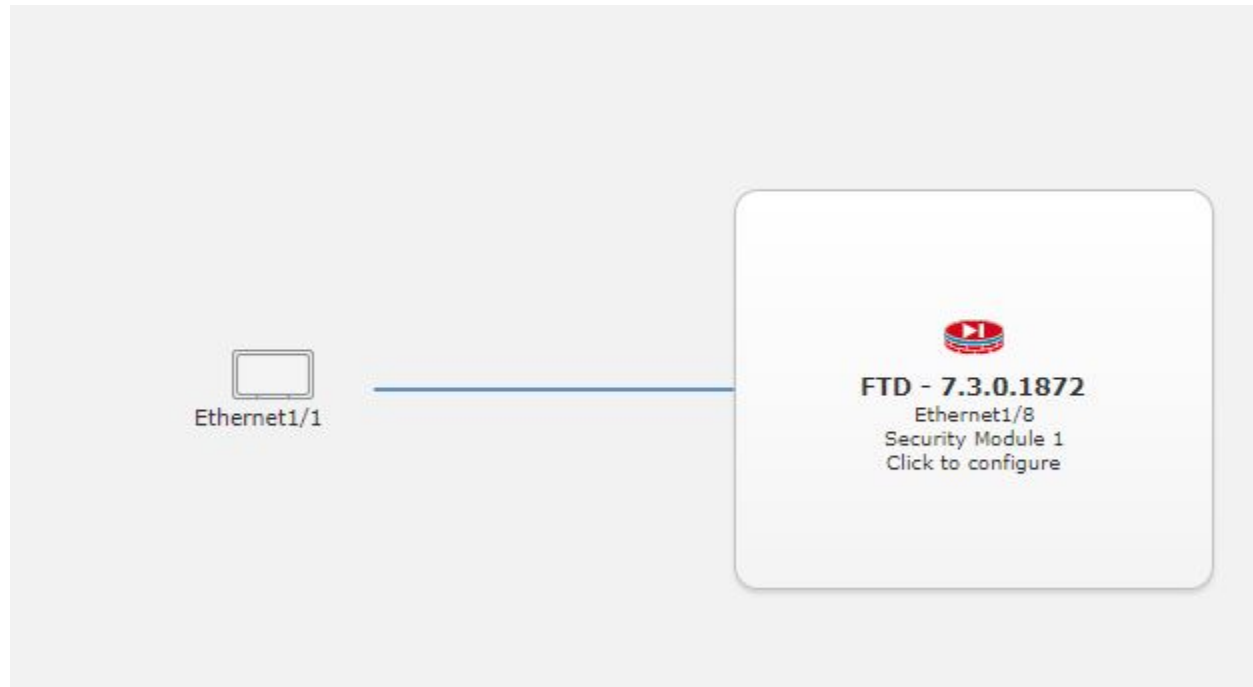 Ethernet1/1
FTD - 7.3.0.1872
Ethernet1/8
Security Module 1
Click to configure